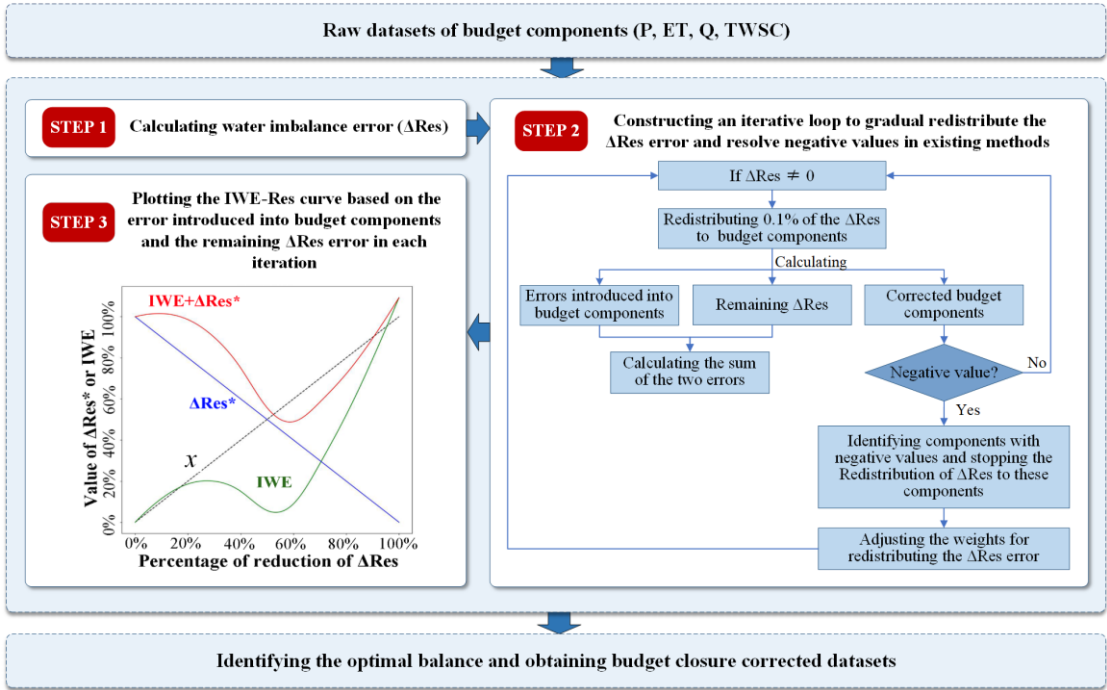 Raw datasets of budget components (P, ET, Q, TWSC)
STEP 1
Calculating water imbalance error (ΔRes)
STEP 2
Constructing an iterative loop to gradual redistribute the
ΔRes error and resolve negative values in existing methods
If ΔRes ≠ 0
Redistributing 0.1% of the ΔRes
to budget components
Calculating
Errors introduced into
budget components
Remaining ΔRes
Corrected budget
components
Calculating the sum
of the two errors
Negative value?
No
Yes
Identifying components with
negative values and stopping the
Redistribution of ΔRes to these
components
Adjusting the weights for
redistributing the ΔRes error
STEP 3
Plotting the IWE-Res curve based on the
error introduced into budget components
and the remaining ΔRes error in each
iteration
Value of ΔRes* or IWE
100%
80%
60%
40%
20%
0%
IWE+ΔRes*
ΔRes*
x
IWE
0% 20% 40% 60% 80% 100%
Percentage of reduction of ΔRes
Identifying the optimal balance and obtaining budget closure corrected datasets